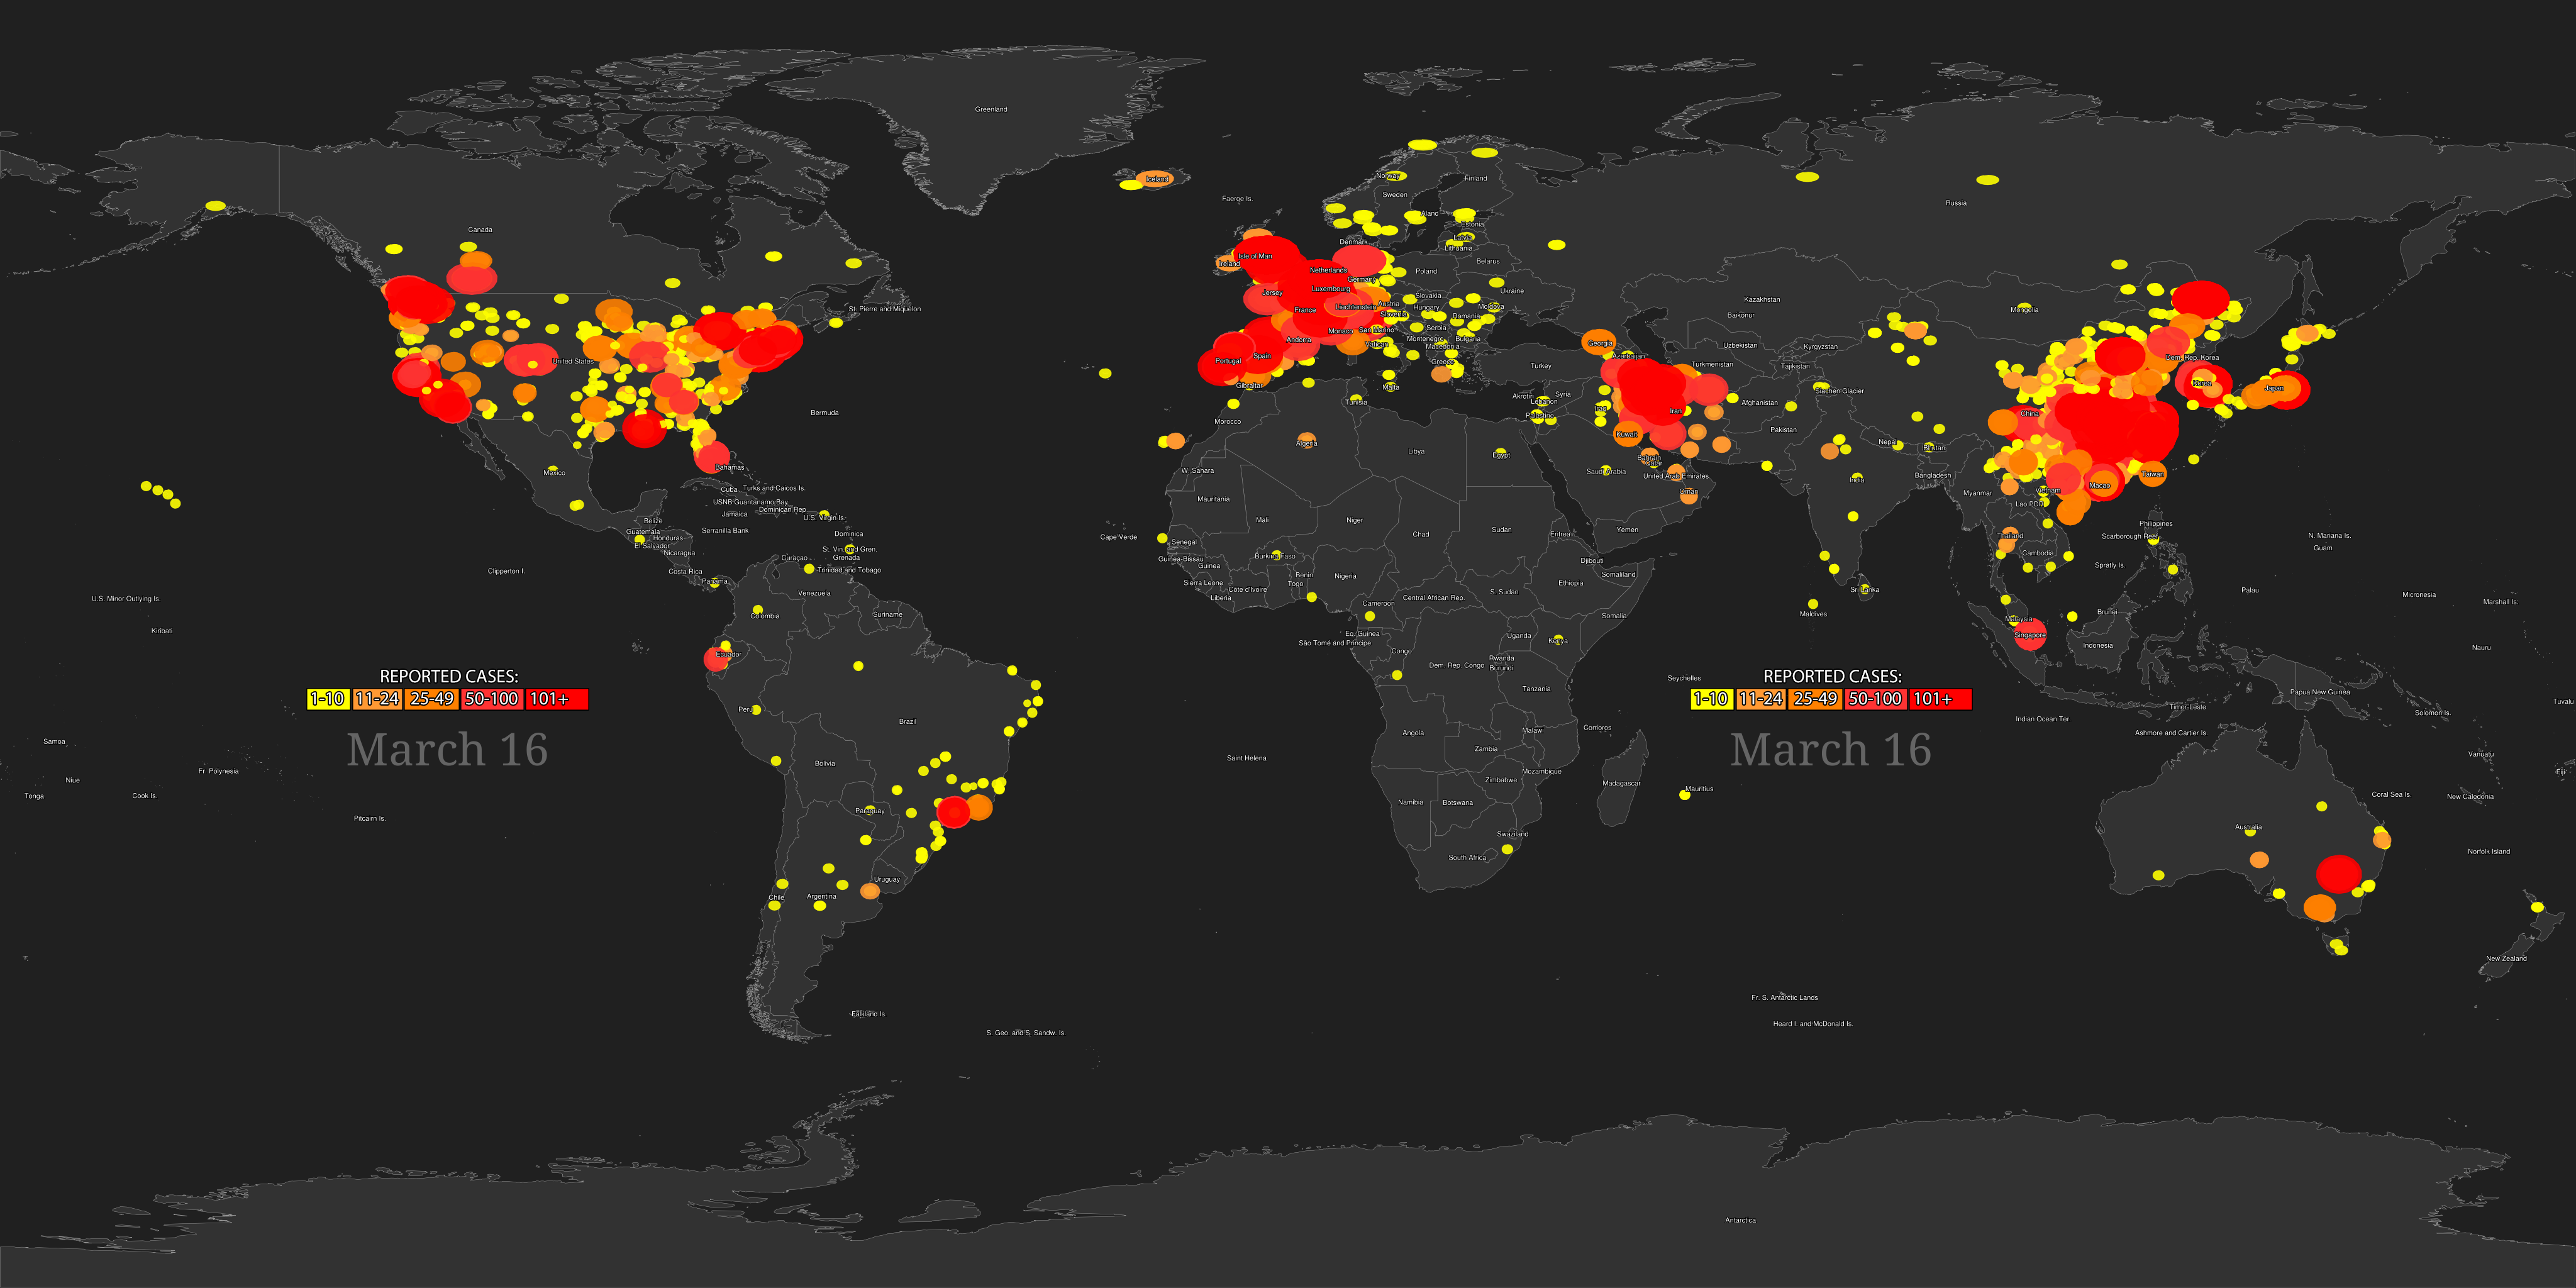 Greenland
Iceland
Faeroe Is.
Norway
Sweden
Finland
Aland
Estonia
Latvia
Lithuania
Denmark
Russia
Canada
Isle of Man
Ireland
Netherlands
Germany
Poland
Belarus
Luxembourg
Jersey
Liechtenstein
Austria
Slovakia
Ukraine
Hungary
Moldova
France
Slovenia
Romania
St. Pierre and Miquelon
Kazakhstan
Baikonur
Mongolia
Monaco
San Marino
Serbia
Montenegro
Bulgaria
Andorra
Vatican
Macedonia
Georgia
Uzbekistan
Kyrgyzstan
United States
Portugal
Spain
Greece
Turkey
Azerbaijan
Turkmenistan
Tajikistan
Dem. Rep. Korea
Gibraltar
Malta
Siachen Glacier
Korea
Japan
Tunisia
Akrotiri
Lebanon
Syria
Iraq
Iran
Afghanistan
China
Bermuda
Morocco
Palestine
Pakistan
Kuwait
Nepal
Bhutan
Algeria
Libya
Egypt
Bahrain
Qatar
Bahamas
Mexico
W. Sahara
Saudi Arabia
United Arab Emirates
India
Bangladesh
Taiwan
Macao
Cuba
Turks and Caicos Is.
Oman
Myanmar
Vietnam
USNB Guantanamo Bay
Dominican Rep.
Mauritania
Lao PDR
Jamaica
U.S. Virgin Is.
Belize
Mali
Niger
Sudan
Yemen
Philippines
Guatemala
Honduras
Serranilla Bank
Dominica
Cape Verde
Senegal
Chad
Eritrea
Thailand
Scarborough Reef
N. Mariana Is.
El Salvador
Nicaragua
St. Vin. and Gren.
Grenada
Guinea-Bissau
Burkina Faso
Cambodia
Guam
Curaçao
Guinea
Djibouti
Clipperton I.
Costa Rica
Trinidad and Tobago
Benin
Nigeria
Somaliland
Spratly Is.
Panama
Sierra Leone
Togo
Ethiopia
Venezuela
Côte d'Ivoire
Liberia
Central African Rep.
S. Sudan
Sri Lanka
Palau
Micronesia
U.S. Minor Outlying Is.
Marshall Is.
Colombia
Suriname
Cameroon
Somalia
Maldives
Brunei
Malaysia
Kiribati
Eq. Guinea
São Tomé and Principe
Uganda
Kenya
Singapore
Indonesia
Nauru
Ecuador
Congo
Rwanda
Dem. Rep. Congo
Burundi
Seychelles
REPORTED CASES:
1-10 11-24 25-49 50-100 101+
March 16
Tanzania
Papua New Guinea
REPORTED CASES:
1-10 11-24 25-49 50-100 101+
March 16
Peru
Brazil
Timor-Leste
Tuvalu
Solomon Is.
Indian Ocean Ter.
Comoros
Angola
Malawi
Ashmore and Cartier Is.
Samoa
Zambia
Vanuatu
Saint Helena
Bolivia
Fr. Polynesia
Mozambique
Fiji
Niue
Zimbabwe
Madagascar
Mauritius
Tonga
Cook Is.
Namibia
Botswana
Coral Sea Is.
New Caledonia
Paraguay
Pitcairn Is.
Australia
Swaziland
Norfolk Island
South Africa
Uruguay
Argentina
Chile
New Zealand
Fr. S. Antarctic Lands
Falkland Is.
Heard I. and McDonald Is.
S. Geo. and S. Sandw. Is.
Antarctica